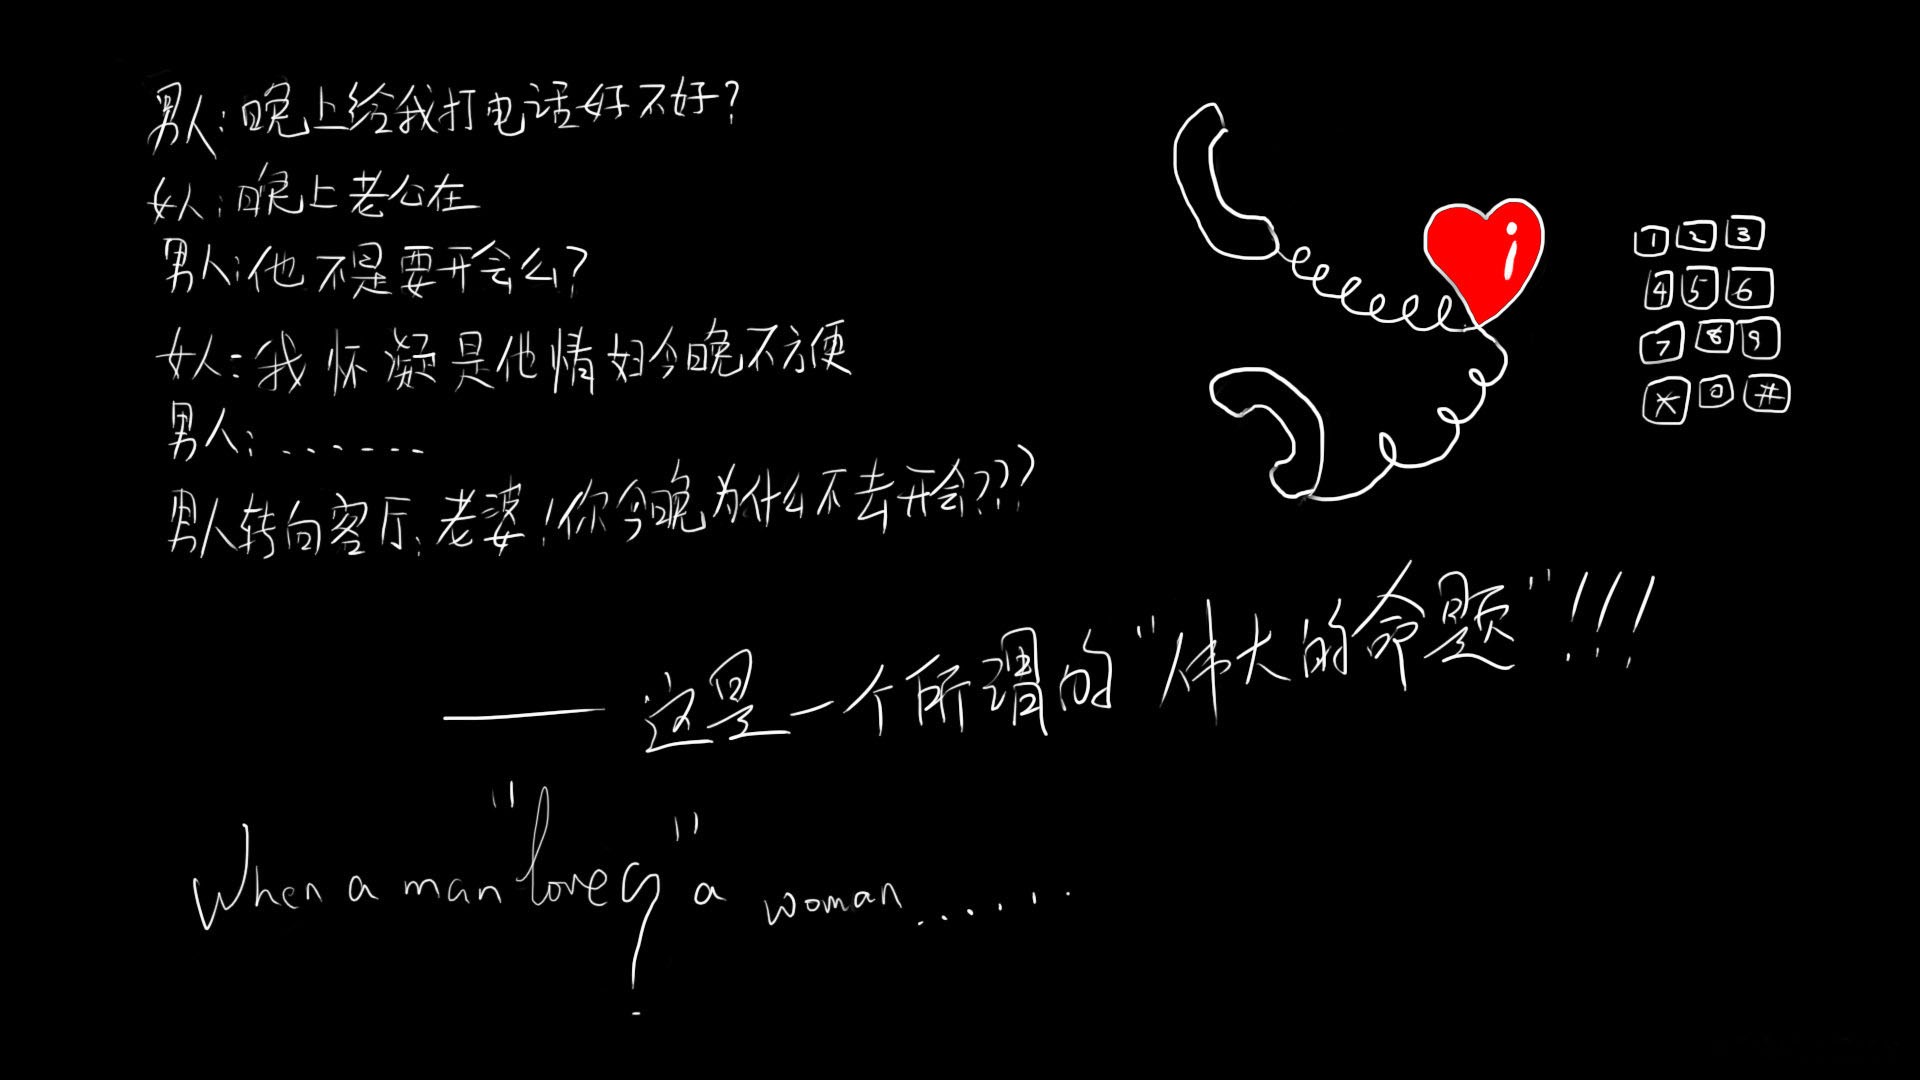 男人:晚上给我打电话好不好?
女人:晚上老公在
男人:他不是要开会么?
女人:我怀凝是他情妇今晚不方便
男人:......
男人转向客厅:老婆!你今晚为什么不去开会???
i
1 2 3
4 5 6
7 8 9
* 0 #
——这是一个所谓的"伟大的命题"!!!
When a man "loves" a woman......